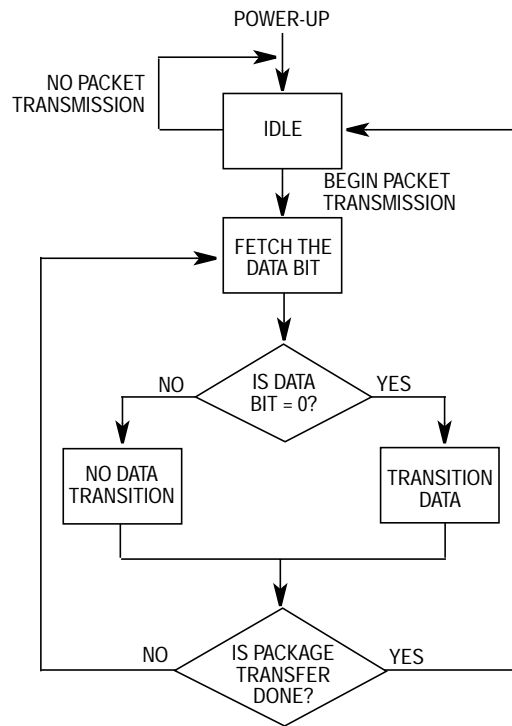 POWER-UP
NO PACKET
TRANSMISSION
IDLE
BEGIN PACKET
TRANSMISSION
FETCH THE
DATA BIT
NO
IS DATA
BIT = 0?
YES
NO DATA
TRANSITION
TRANSITION
DATA
NO
IS PACKAGE
TRANSFER
DONE?
YES